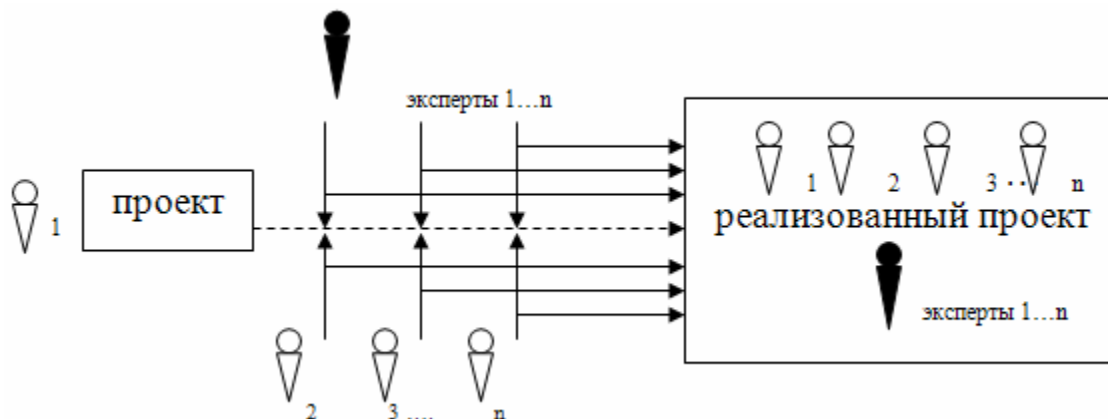 эксперты 1...n
проект
1
1 2 3 ... n
реализованный проект
эксперты 1...n
2 3 .... n